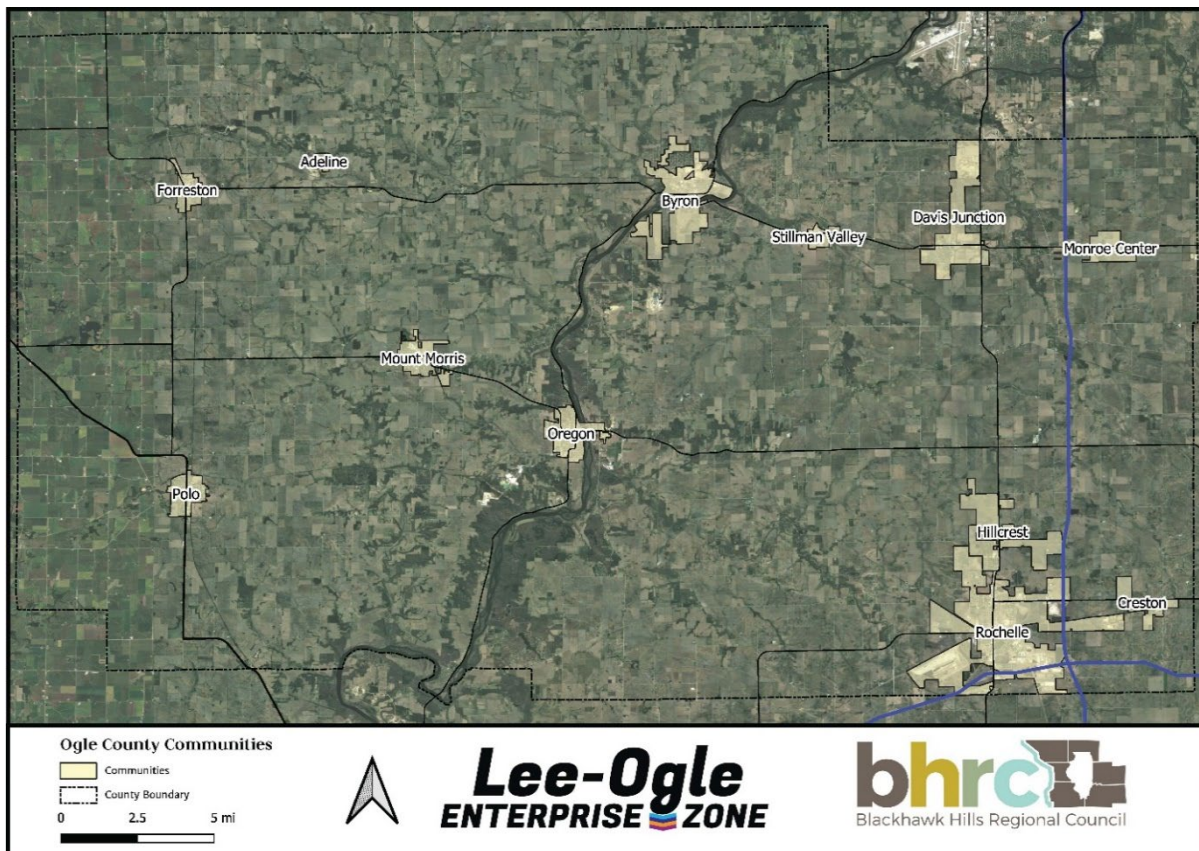 Adeline
Forreston
Byron
Davis Junction
Stillman Valley
Monroe Center
Mount Morris
Oregon
Polo
Hillcrest
Creston
Rochelle
Ogle County Communities
Communities
County Boundary
0 2.5 5 mi
Lee-Ogle
ENTERPRISE ZONE
bhrc
Blackhawk Hills Regional Council